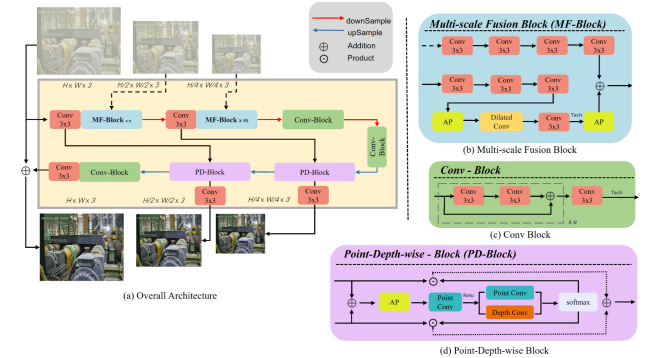 downSample
upSample
Addition
Product
H x W x 3
H/2 x W/2 x 3
H/4 x W/4 x 3
Conv
3x3
MF-Block x n
Conv
3x3
MF-Block x m
Conv-Block
Conv-
Block
Conv
3x3
Conv-Block
PD-Block
PD-Block
Conv
3x3
Conv
3x3
H x W x 3
H/2 x W/2 x 3
H/4 x W/4 x 3
(a) Overall Architecture
Multi-scale Fusion Block (MF-Block)
Conv
3x3
Conv
3x3
Conv
3x3
Conv
3x3
Conv
3x3
Conv
3x3
Conv
3x3
AP
Dilated
Conv
Conv
3x3
Tach
AP
(b) Multi-scale Fusion Block
Conv - Block
Conv
3x3
Conv
3x3
Conv
3x3
Tach
x N
(c) Conv Block
Point-Depth-wise - Block (PD-Block)
AP
Point
Conv
Relu
Point Conv
Depth Conv
softmax
(d) Point-Depth-wise Block